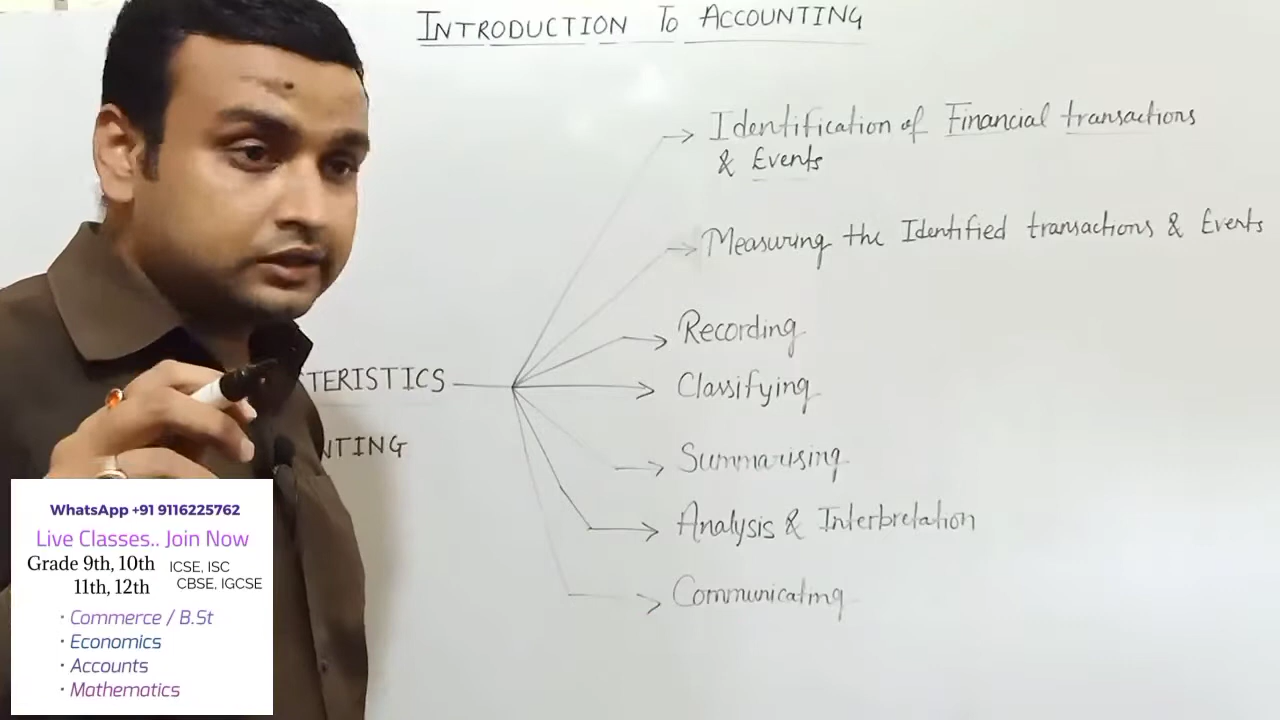 INTRODUCTION TO ACCOUNTING
Identification of Financial transactions
& Events
Measuring the Identified transactions & Events
Recording
TERISTICS
Classifying
NTING
Summarising
Analysis & Interpretation
Communicating
WhatsApp +91 9116225762
Live Classes.. Join Now
Grade 9th, 10th ICSE, ISC
11th, 12th CBSE, IGCSE
· Commerce / B.St
· Economics
· Accounts
· Mathematics